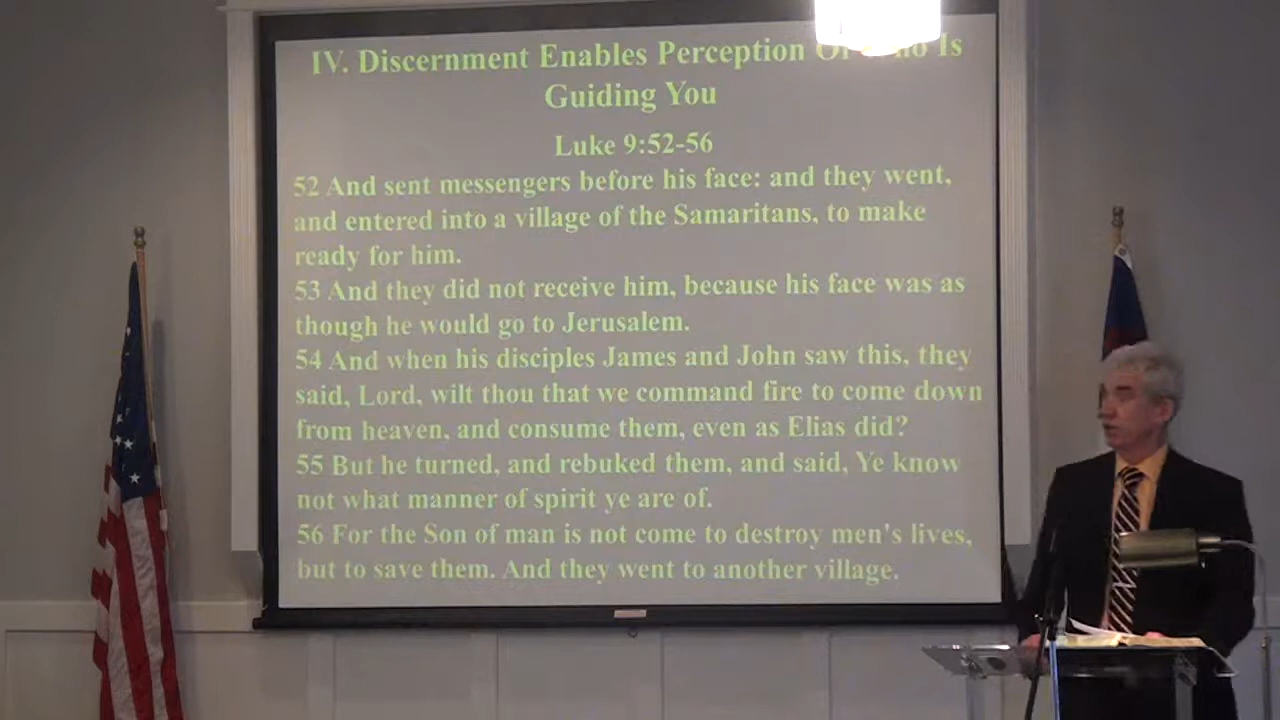 IV. Discernment Enables Perception Of Who Is
Guiding You
Luke 9:52-56
52 And sent messengers before his face: and they went,
and entered into a village of the Samaritans, to make
ready for him.
53 And they did not receive him, because his face was as
though he would go to Jerusalem.
54 And when his disciples James and John saw this, they
said, Lord, wilt thou that we command fire to come down
from heaven, and consume them, even as Elias did?
55 But he turned, and rebuked them, and said, Ye know
not what manner of spirit ye are of.
56 For the Son of man is not come to destroy men's lives,
but to save them. And they went to another village.